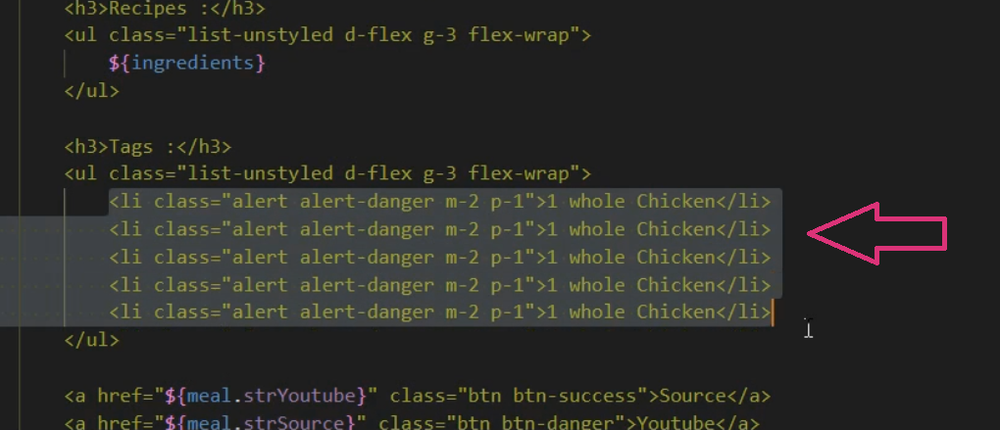 <h3>Recipes :</h3>
<ul class="list-unstyled d-flex g-3 flex-wrap">
${ingredients}
</ul>
<h3>Tags :</h3>
<ul class="list-unstyled d-flex g-3 flex-wrap">
<li class="alert alert-danger m-2 p-1">1 whole Chicken</li>
<li class="alert alert-danger m-2 p-1">1 whole Chicken</li>
<li class="alert alert-danger m-2 p-1">1 whole Chicken</li>
<li class="alert alert-danger m-2 p-1">1 whole Chicken</li>
<li class="alert alert-danger m-2 p-1">1 whole Chicken</li>
</ul>
<a href="${meal.strYoutube}" class="btn btn-success">Source</a>
<a href="${meal.strSource}" class="btn btn-danger">Youtube</a>